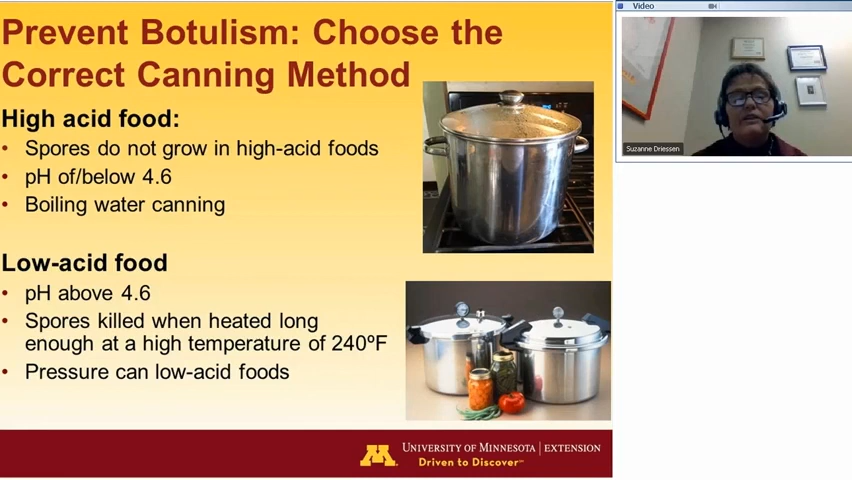 Prevent Botulism: Choose the
Correct Canning Method
High acid food:
• Spores do not grow in high-acid foods
• pH of/below 4.6
• Boiling water canning
Low-acid food
• pH above 4.6
• Spores killed when heated long
enough at a high temperature of 240ºF
• Pressure can low-acid foods
M
UNIVERSITY OF MINNESOTA | EXTENSION
Driven to Discover℠
Video
Suzanne Driessen